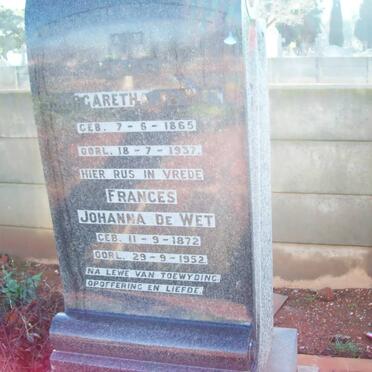 GEB. 7-6-1865
OORL. 18-7-1937.
HIER RUS IN VREDE
FRANCES
JOHANNA DE WET
GEB. 11-9-1872
OORL. 29-9-1952.
NA LEWE VAN TOEWYDING,
OPOFFERING EN LIEFDE.